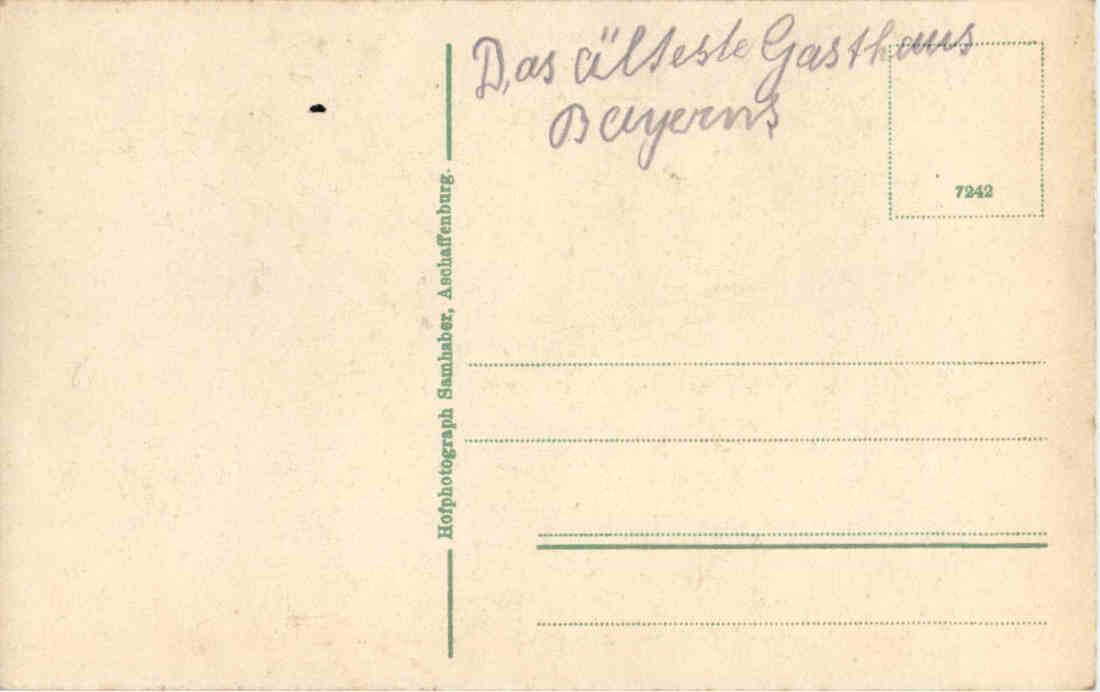 Das älteste Gasthaus
Bayerns
7242
Hofphotograph Samhaber, Aschaffenburg.